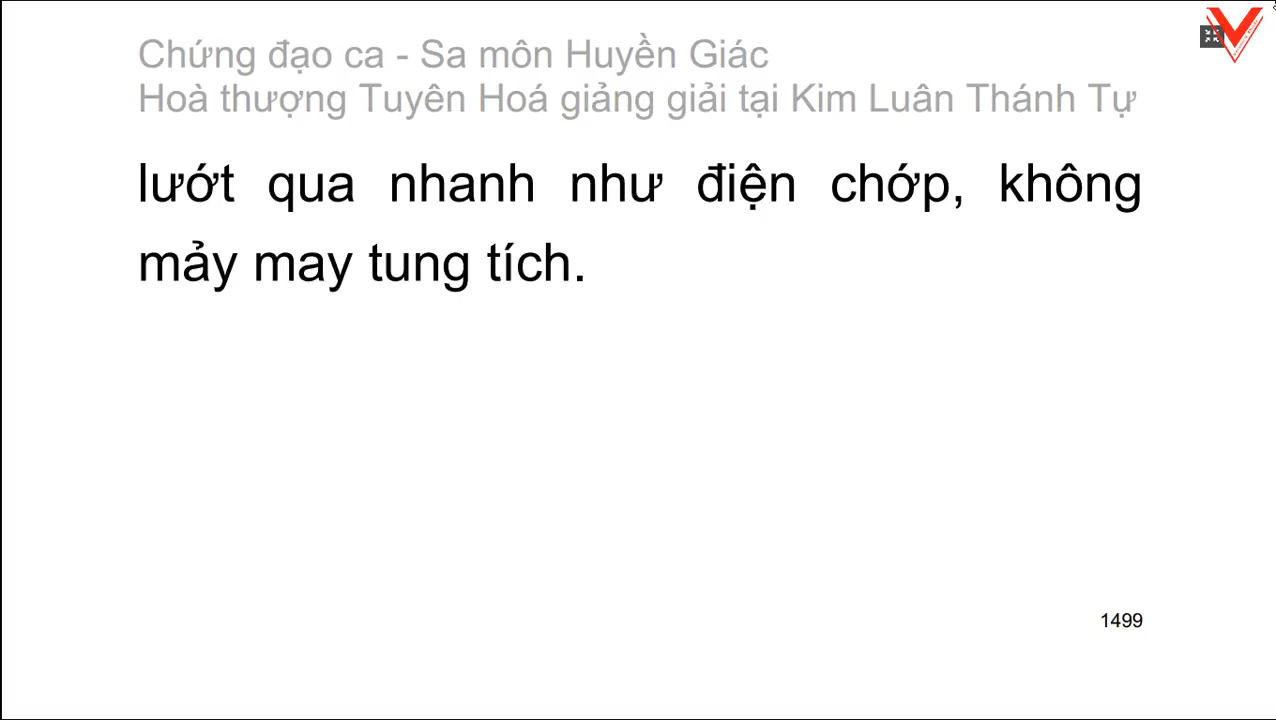 Chứng đạo ca - Sa môn Huyền Giác
Hoà thượng Tuyên Hoá giảng giải tại Kim Luân Thánh Tự
lướt qua nhanh như điện chớp, không
mảy may tung tích.
1499